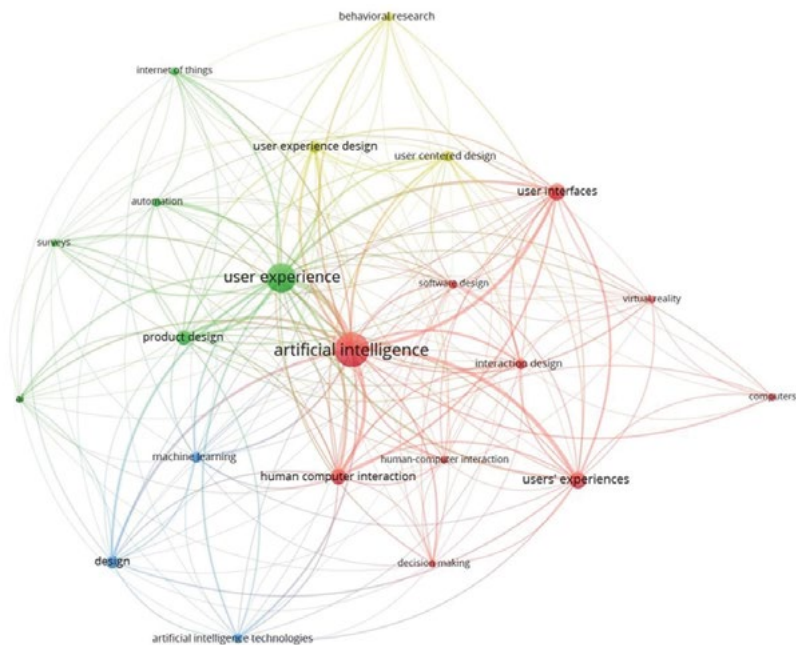 behavioral research
internet of things
user experience design
user centered design
user interfaces
automation
surveys
user experience
software design
virtual reality
product design
artificial intelligence
interaction design
computers
machine learning
human-computer interaction
human computer interaction
users' experiences
design
decision making
artificial intelligence technologies